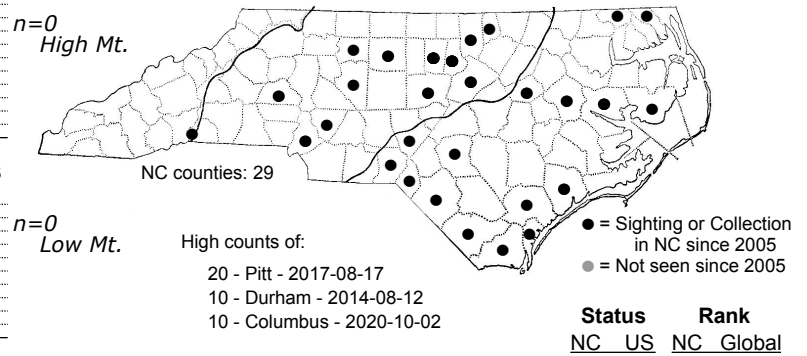 n=0
High Mt.
NC counties: 29
n=0
Low Mt.
High counts of:
20 - Pitt - 2017-08-17
10 - Durham - 2014-08-12
10 - Columbus - 2020-10-02
● = Sighting or Collection
in NC since 2005
● = Not seen since 2005
Status Rank
NC US NC Global